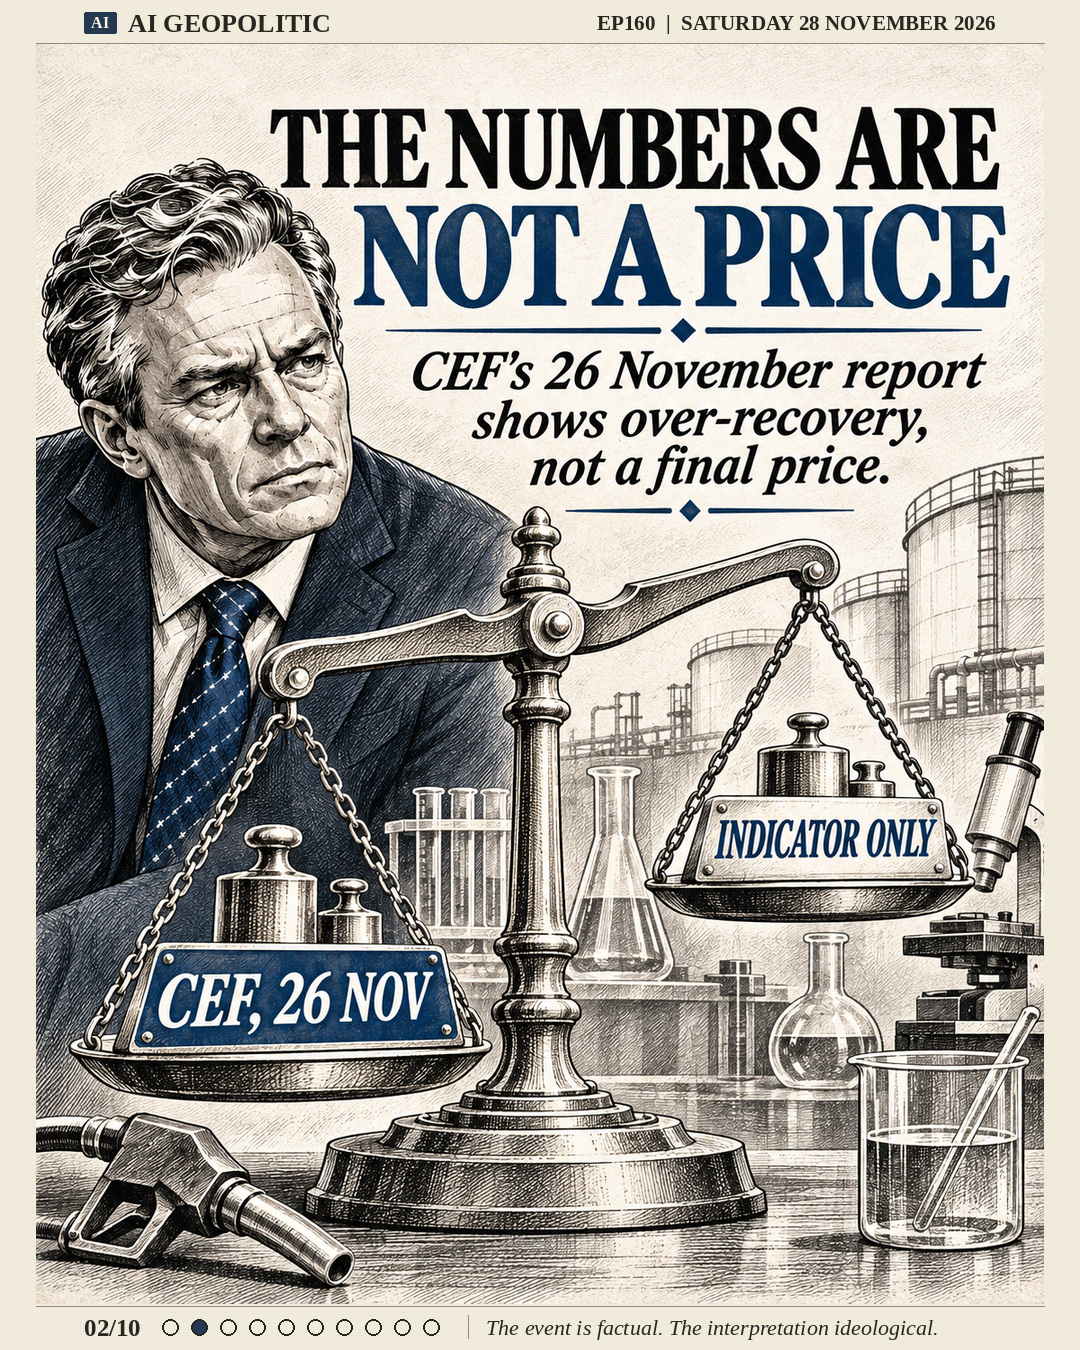 AI AI GEOPOLITIC
EP160 | SATURDAY 28 NOVEMBER 2026
THE NUMBERS ARE
NOT A PRICE
CEF's 26 November report
shows over-recovery,
not a final price.
INDICATOR ONLY
CEF, 26 NOV
02/10
The event is factual. The interpretation ideological.